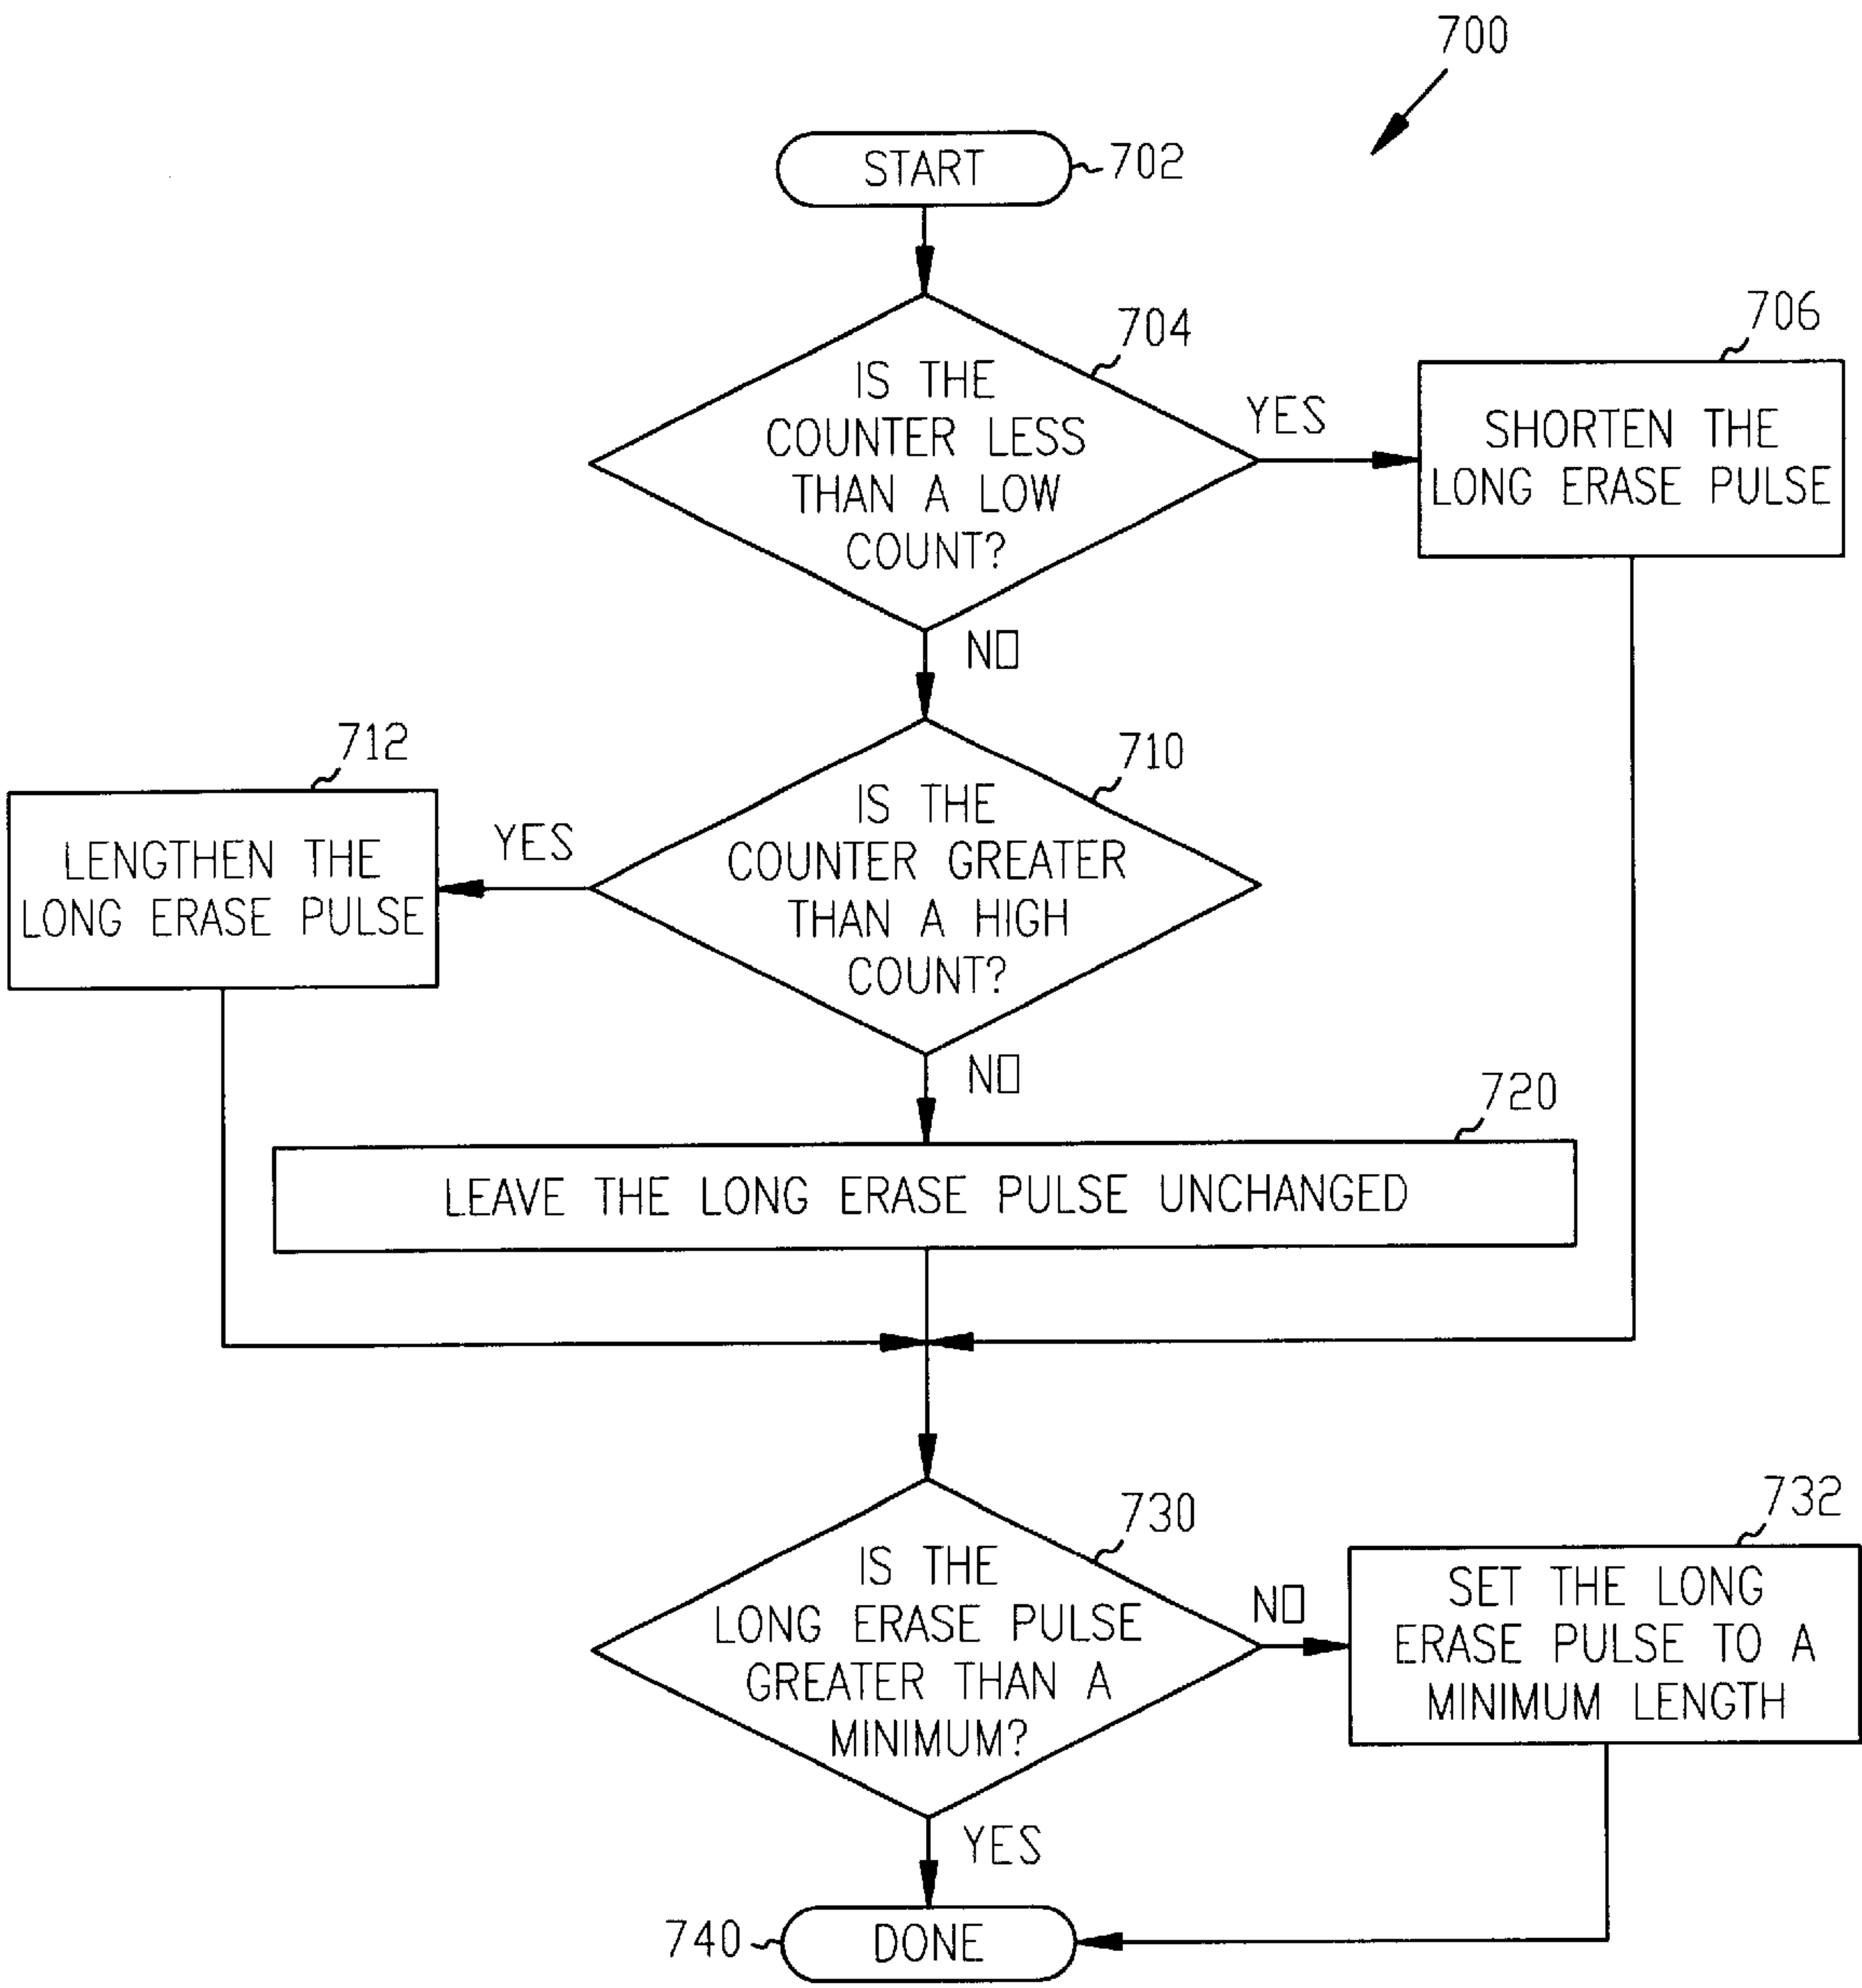 700
START
702
704
IS THE
COUNTER LESS
THAN A LOW
COUNT?
YES
706
SHORTEN THE
LONG ERASE PULSE
NO
712
LENGTHEN THE
LONG ERASE PULSE
YES
710
IS THE
COUNTER GREATER
THAN A HIGH
COUNT?
NO
720
LEAVE THE LONG ERASE PULSE UNCHANGED
730
IS THE
LONG ERASE PULSE
GREATER THAN A
MINIMUM?
NO
732
SET THE LONG
ERASE PULSE TO A
MINIMUM LENGTH
YES
740
DONE